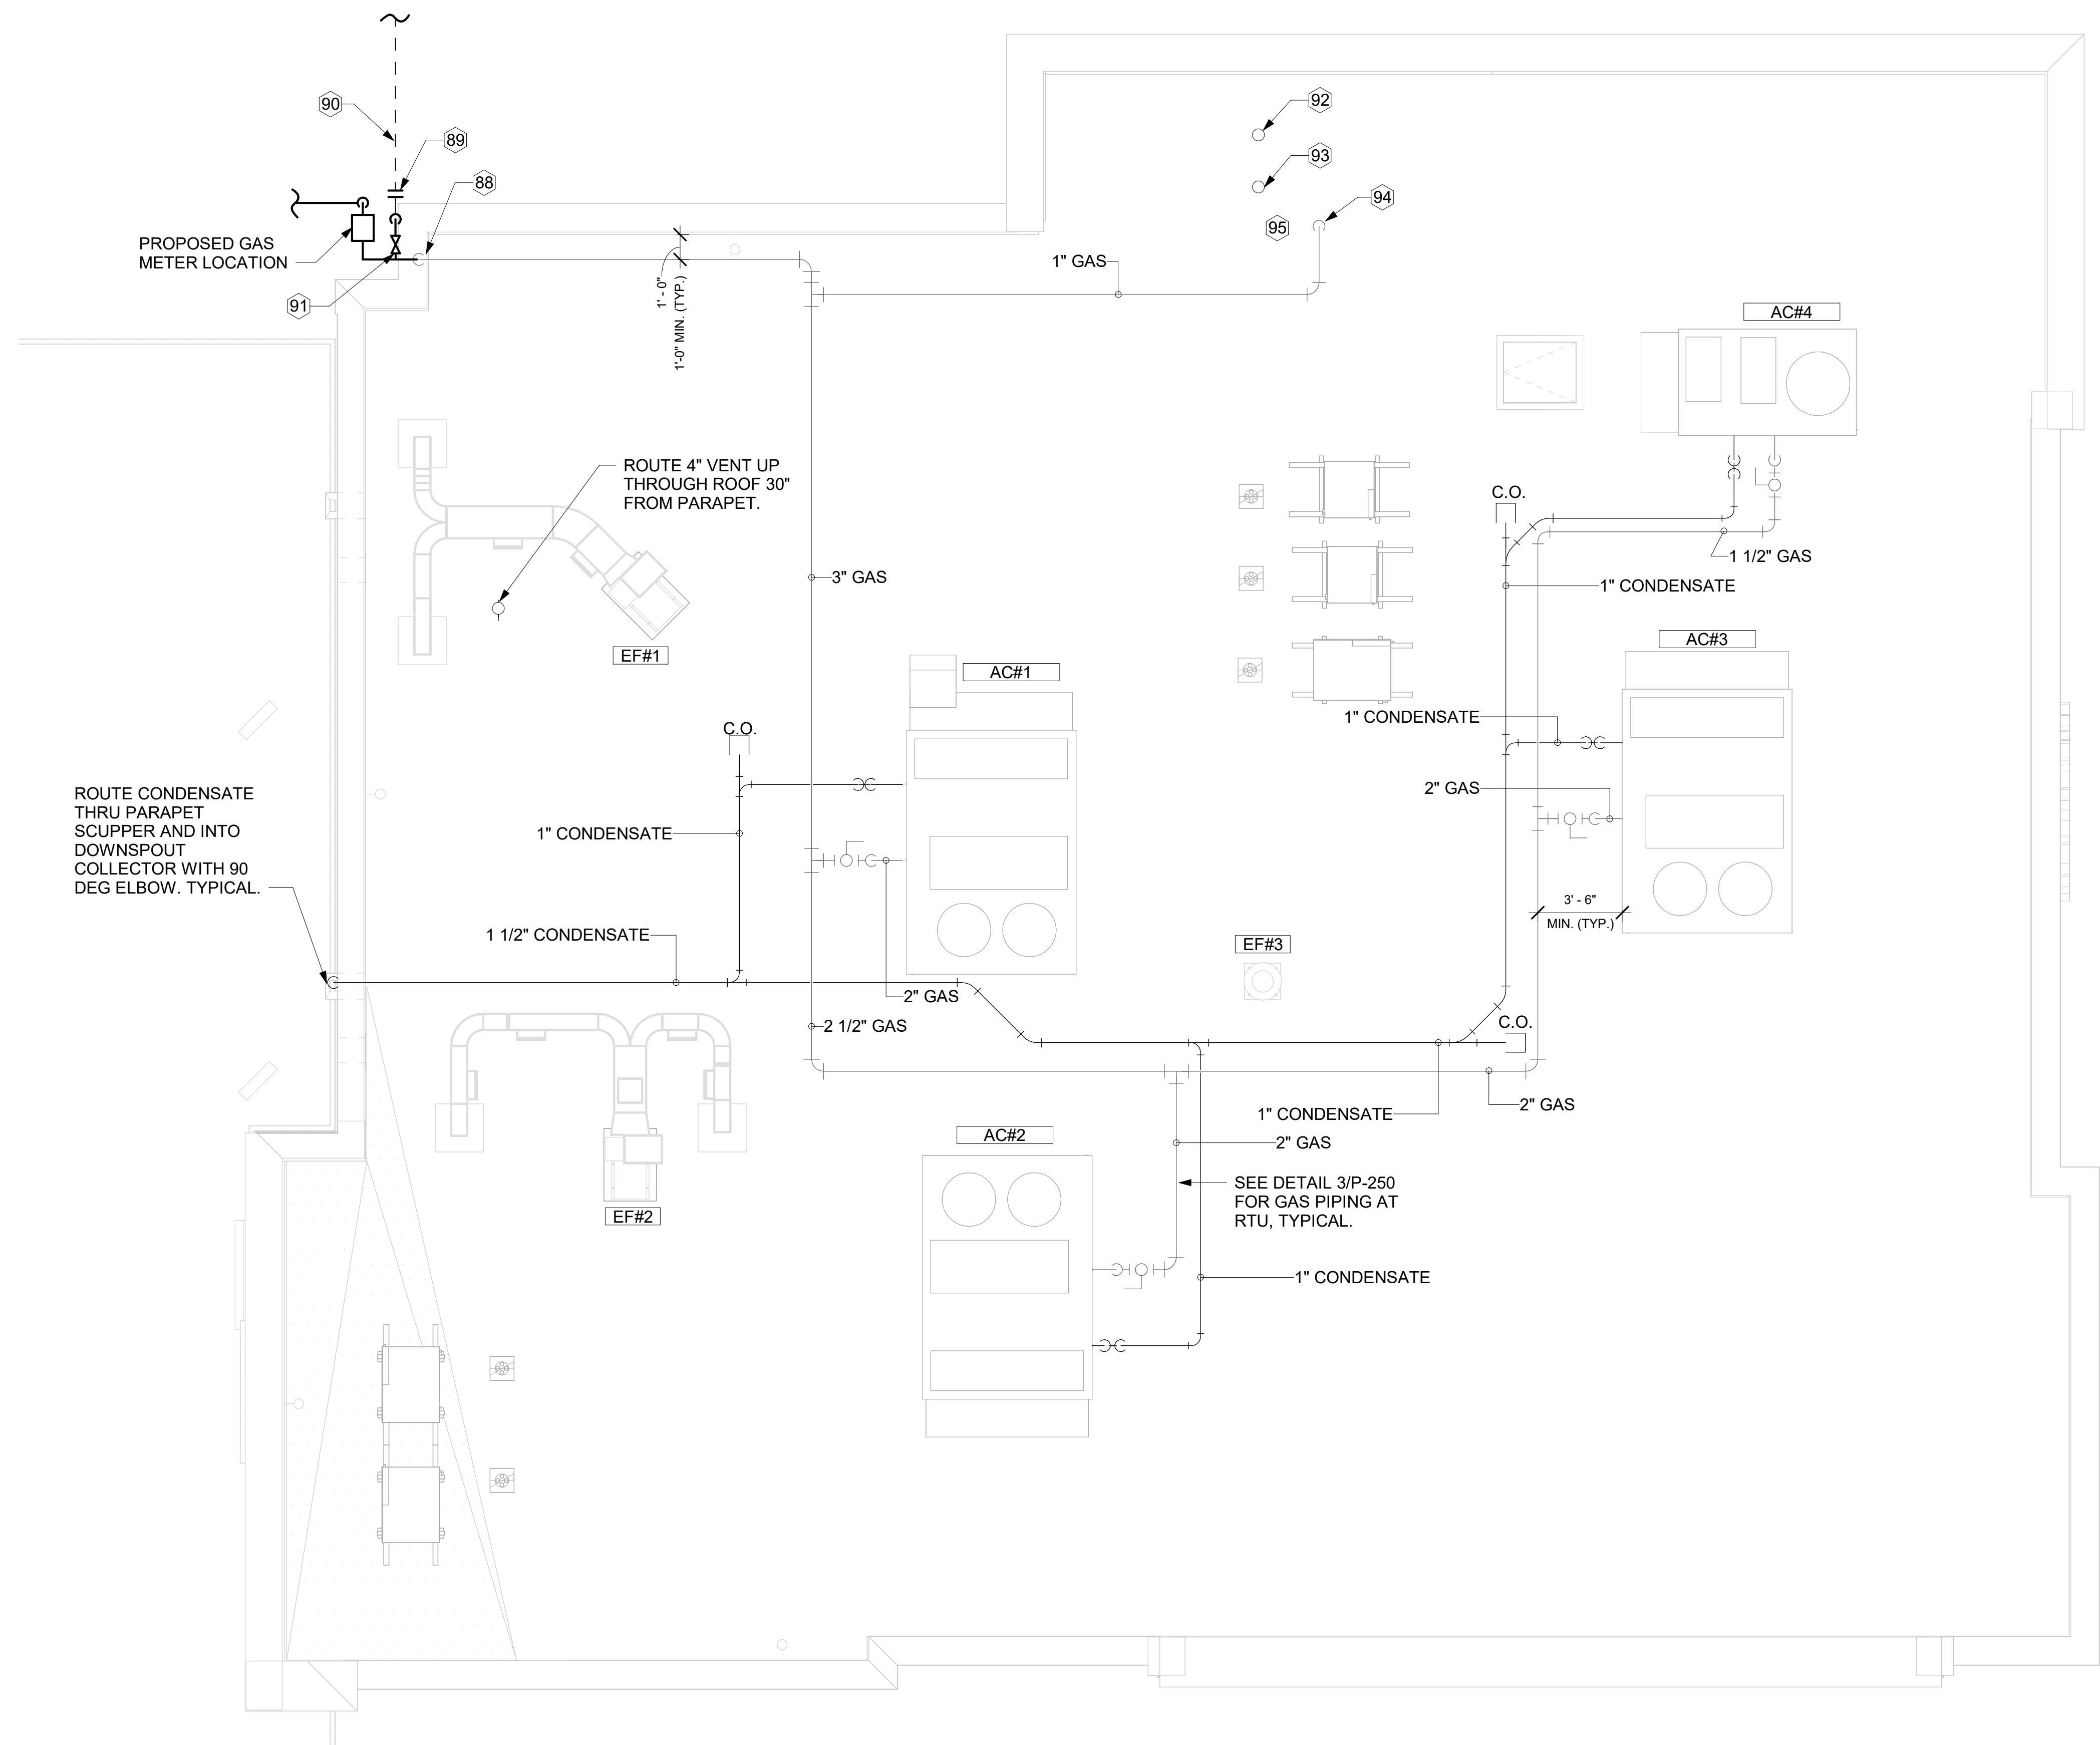 90
89
88
92
93
94
95
PROPOSED GAS
METER LOCATION
91
1' - 0"
1'-0" MIN. (TYP.)
1" GAS
AC#4
ROUTE 4" VENT UP
THROUGH ROOF 30"
FROM PARAPET.
C.O.
1 1/2" GAS
3" GAS
1" CONDENSATE
EF#1
AC#1
AC#3
1" CONDENSATE
C.O.
2" GAS
ROUTE CONDENSATE
THRU PARAPET
SCUPPER AND INTO
DOWNSPOUT
COLLECTOR WITH 90
DEG ELBOW. TYPICAL.
1" CONDENSATE
3' - 6"
MIN. (TYP.)
1 1/2" CONDENSATE
EF#3
2" GAS
2 1/2" GAS
C.O.
1" CONDENSATE
2" GAS
AC#2
2" GAS
SEE DETAIL 3/P-250
FOR GAS PIPING AT
RTU, TYPICAL.
EF#2
1" CONDENSATE